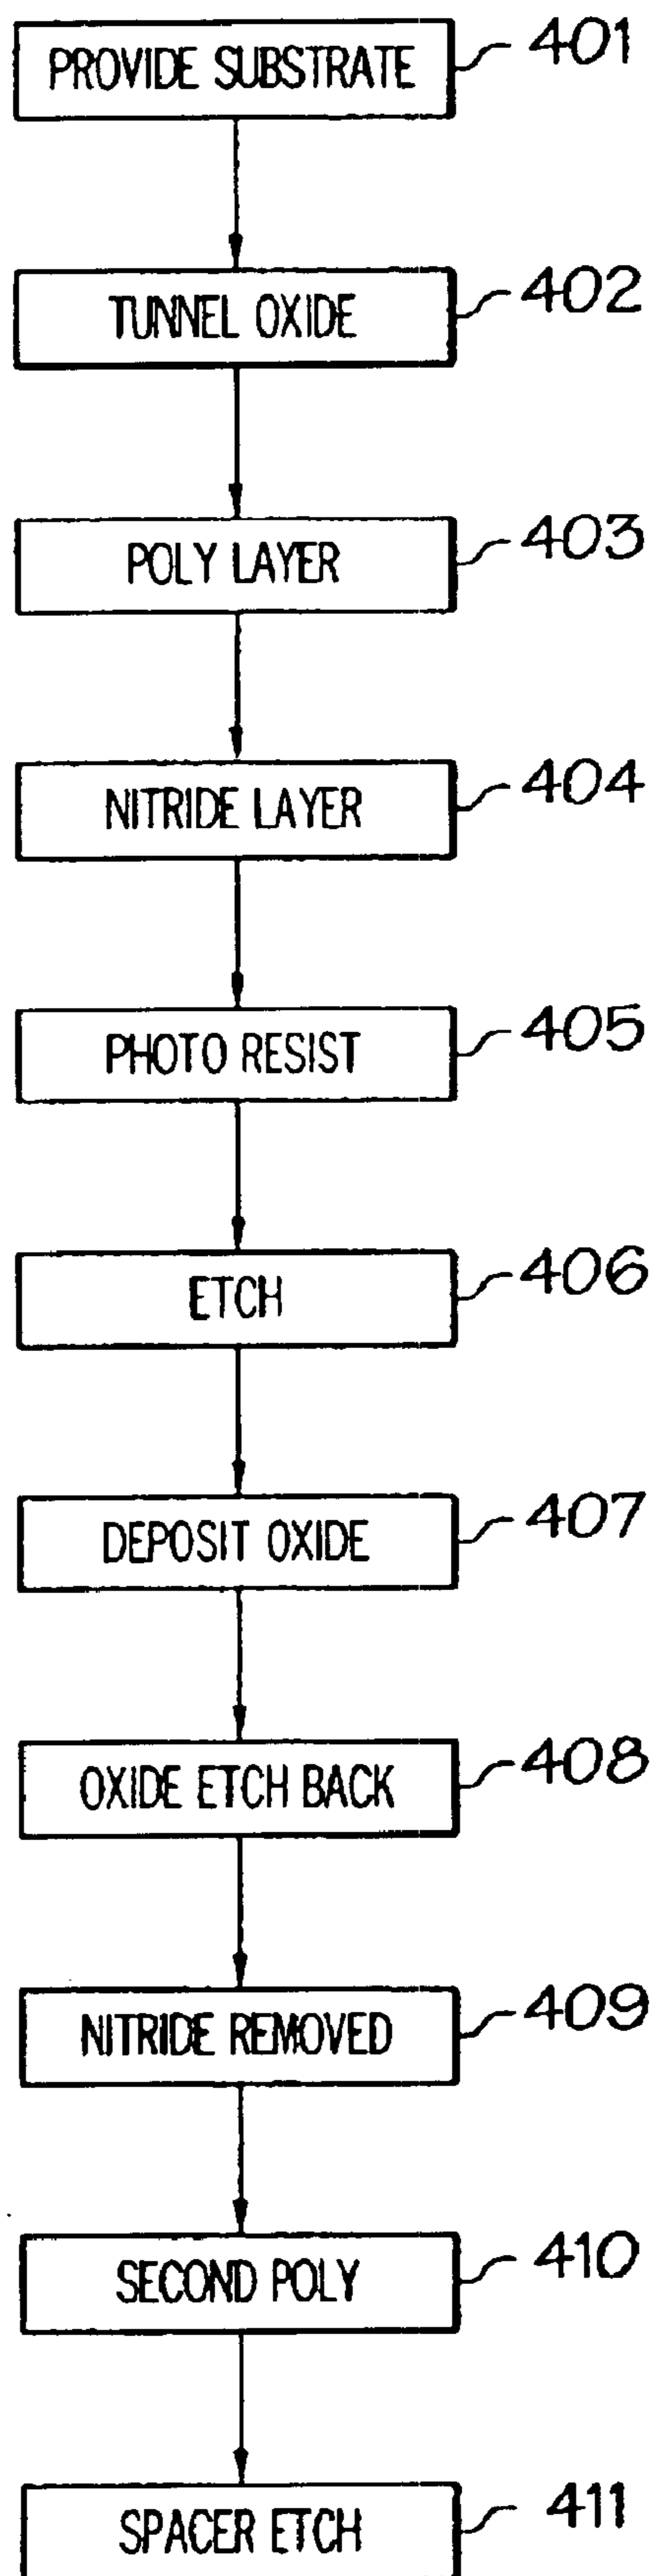 PROVIDE SUBSTRATE 401
TUNNEL OXIDE 402
POLY LAYER 403
NITRIDE LAYER 404
PHOTO RESIST 405
ETCH 406
DEPOSIT OXIDE 407
OXIDE ETCH BACK 408
NITRIDE REMOVED 409
SECOND POLY 410
SPACER ETCH 411